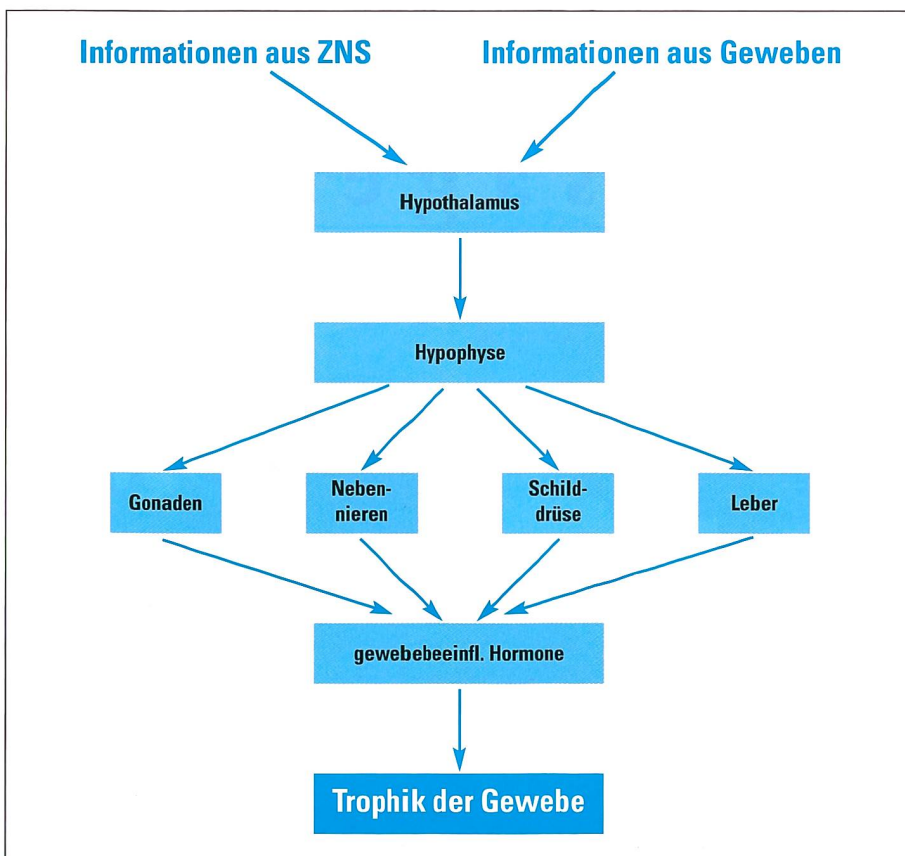 Informationen aus ZNS
Informationen aus Geweben
Hypothalamus
Hypophyse
Gonaden
Neben-
nieren
Schild-
drüse
Leber
gewebebeeinfl. Hormone
Trophik der Gewebe